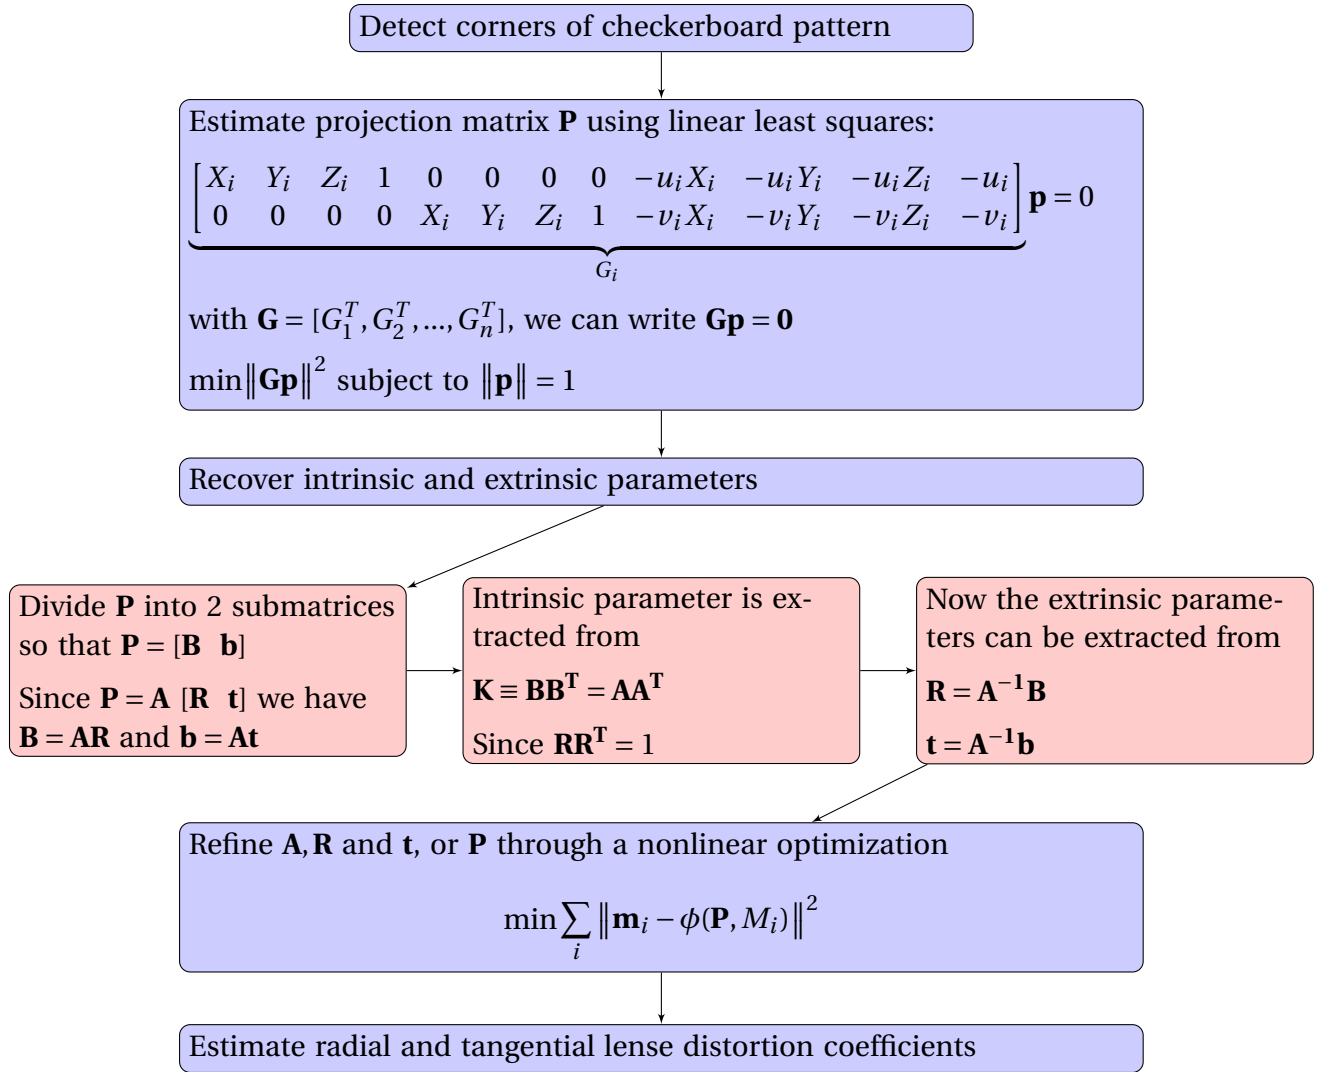 Detect corners of checkerboard pattern
Estimate projection matrix P using linear least squares:
[X_i Y_i Z_i 1 0 0 0 0 −u_iX_i −u_iY_i −u_iZ_i −u_i]
[0 0 0 0 X_i Y_i Z_i 1 −v_iX_i −v_iY_i −v_iZ_i −v_i] p = 0
G_i
with G = [G_1^T, G_2^T, ..., G_n^T], we can write Gp = 0
min‖Gp‖² subject to ‖p‖ = 1
Recover intrinsic and extrinsic parameters
Divide P into 2 submatrices
so that P = [B b]
Since P = A [R t] we have
B = AR and b = At
Intrinsic parameter is ex-
tracted from
K ≡ BB^T = AA^T
Since RR^T = 1
Now the extrinsic parame-
ters can be extracted from
R = A^−1B
t = A^−1b
Refine A, R and t, or P through a nonlinear optimization
min ∑_i ‖m_i − ϕ(P, M_i)‖²
Estimate radial and tangential lense distortion coefficients